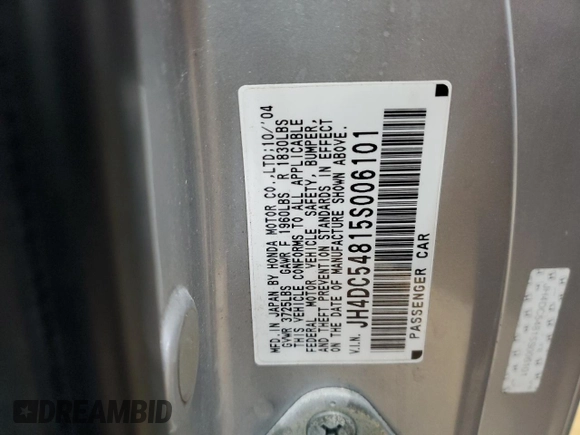 MFD. IN JAPAN BY HONDA MOTOR CO.,LTD:10/'04
GVWR 3725LBS GAWR F 1960LBS R 1830LBS
THIS VEHICLE CONFORMS TO ALL APPLICABLE
FEDERAL MOTOR VEHICLE SAFETY, BUMPER,
AND THEFT PREVENTION STANDARDS IN EFFECT
ON THE DATE OF MANUFACTURE SHOWN ABOVE.
V.I.N. JH4DC54815S006101
PASSENGER CAR
DREAMBID